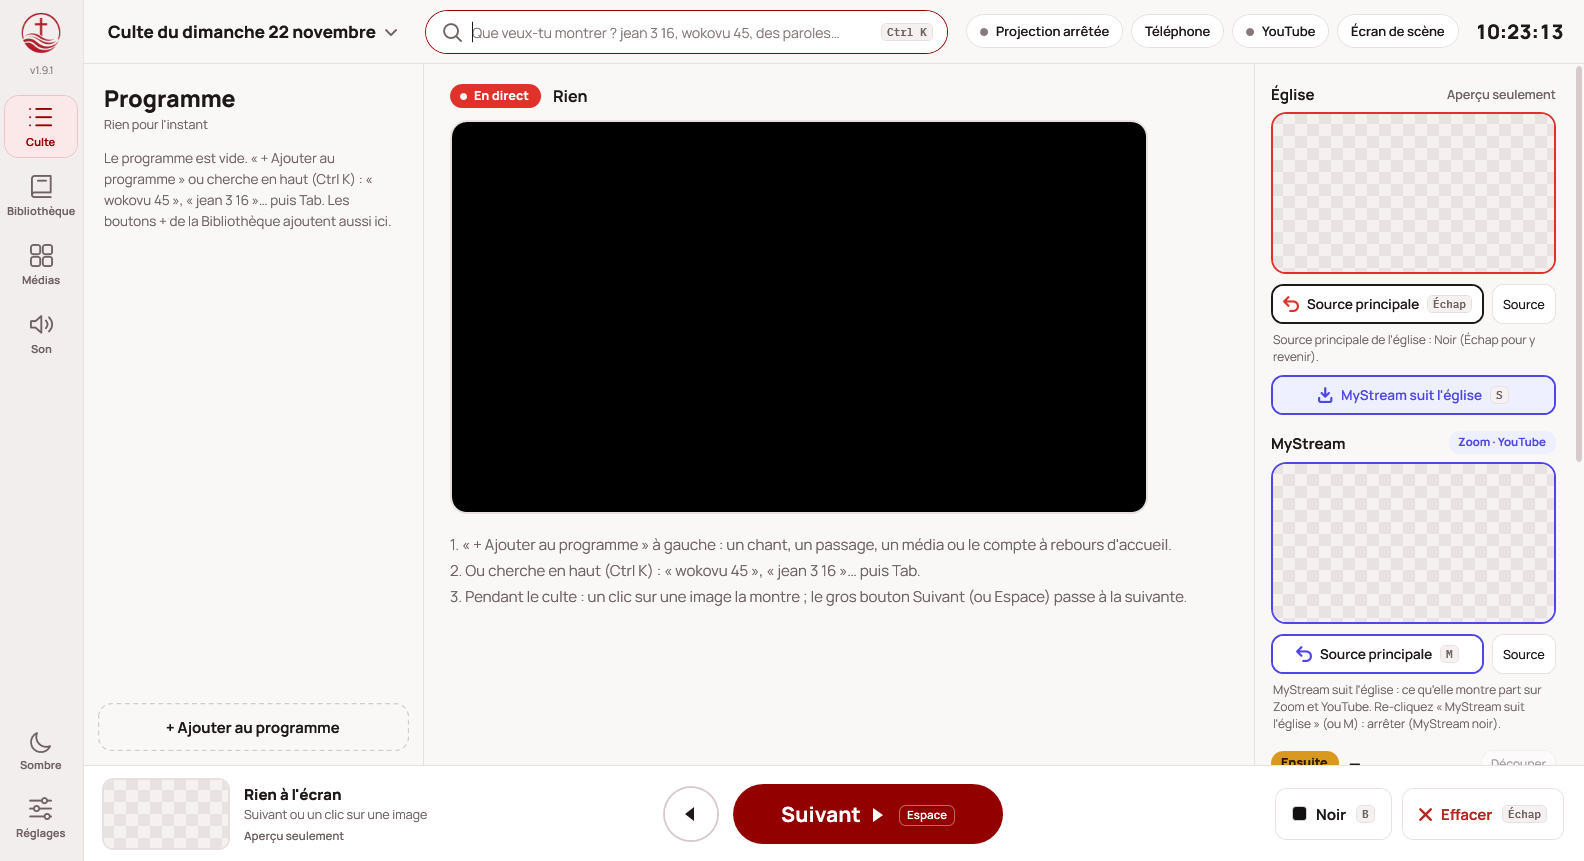 v1.9.1
Culte
Bibliothèque
Médias
Son
Sombre
Réglages
Culte du dimanche 22 novembre
Que veux-tu montrer ? jean 3 16, wokovu 45, des paroles...
Ctrl K
Projection arrêtée
Téléphone
YouTube
Écran de scène
10:23:13
Programme
Rien pour l'instant
Le programme est vide. « + Ajouter au
programme » ou cherche en haut (Ctrl K) : «
wokovu 45 », « jean 3 16 »... puis Tab. Les
boutons + de la Bibliothèque ajoutent aussi ici.
+ Ajouter au programme
En direct
Rien
1. « + Ajouter au programme » à gauche : un chant, un passage, un média ou le compte à rebours d'accueil.
2. Ou cherche en haut (Ctrl K) : « wokovu 45 », « jean 3 16 »... puis Tab.
3. Pendant le culte : un clic sur une image la montre ; le gros bouton Suivant (ou Espace) passe à la suivante.
Église
Aperçu seulement
Source principale Échap
Source
Source principale de l'église : Noir (Échap pour y
revenir).
MyStream suit l'église S
MyStream
Zoom · YouTube
Source principale M
Source
MyStream suit l'église : ce qu'elle montre part sur
Zoom et YouTube. Re-cliquez « MyStream suit
l'église » (ou M) : arrêter (MyStream noir).
Ensuite
–
Découper
Rien à l'écran
Suivant ou un clic sur une image
Aperçu seulement
Suivant Espace
Noir B
Effacer Échap